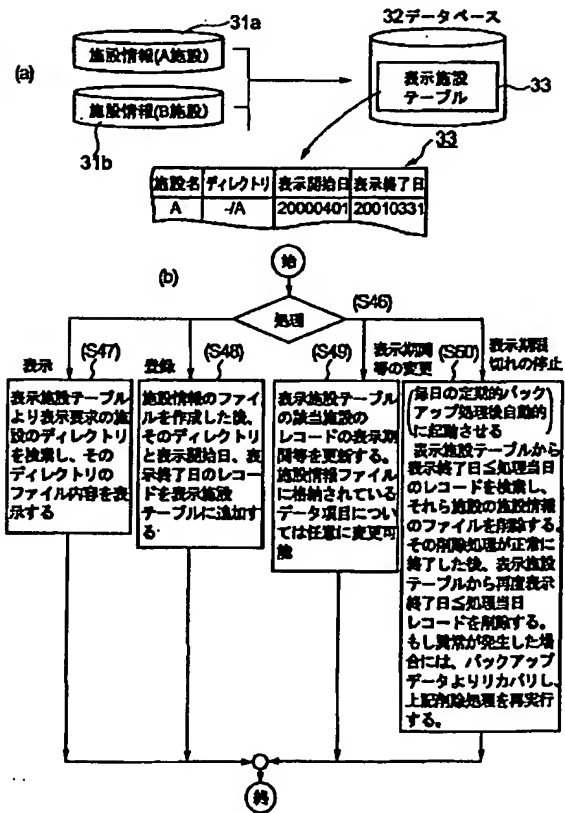 (a)
31a
施設情報(A施設)
施設情報(B施設)
31b
32データベース
表示施設
テーブル
33
33
施設名 ディレクトリ 表示開始日 表示終了日
A -/A 20000401 20010331
(b)
始
処理
(S46)
表示
(S47)
表示施設テーブル
より表示要求の施
設のディレクトリ
を検索し、その
ディレクトリの
ファイル内容を表
示する
登録
(S48)
施設情報のファイ
ルを作成した後、
そのディレクトリ
と表示開始日、表
示終了日のレコー
ドを表示施設
テーブルに追加す
る
(S49)
表示期間
等の変更
表示施設テーブル
の該当施設の
レコードの表示期
間等を更新する。
施設情報ファイル
に格納されている
データ項目につい
ては任意に変更可
能
(S50)
表示期限
切れの停止
(毎日の定期的バック
アップ処理後自動的
に起動させる)
表示施設テーブルから
表示終了日≦処理当日
のレコードを検索し、
それら施設の施設情報
のファイルを削除する。
その削除処理が正常に
終了した後、表示施設
テーブルから再度表示
終了日≦処理当日
レコードを削除する。
もし異常が発生した場
合には、バックアップ
データよりリカバリし、
上記削除処理を再実行
する。
終